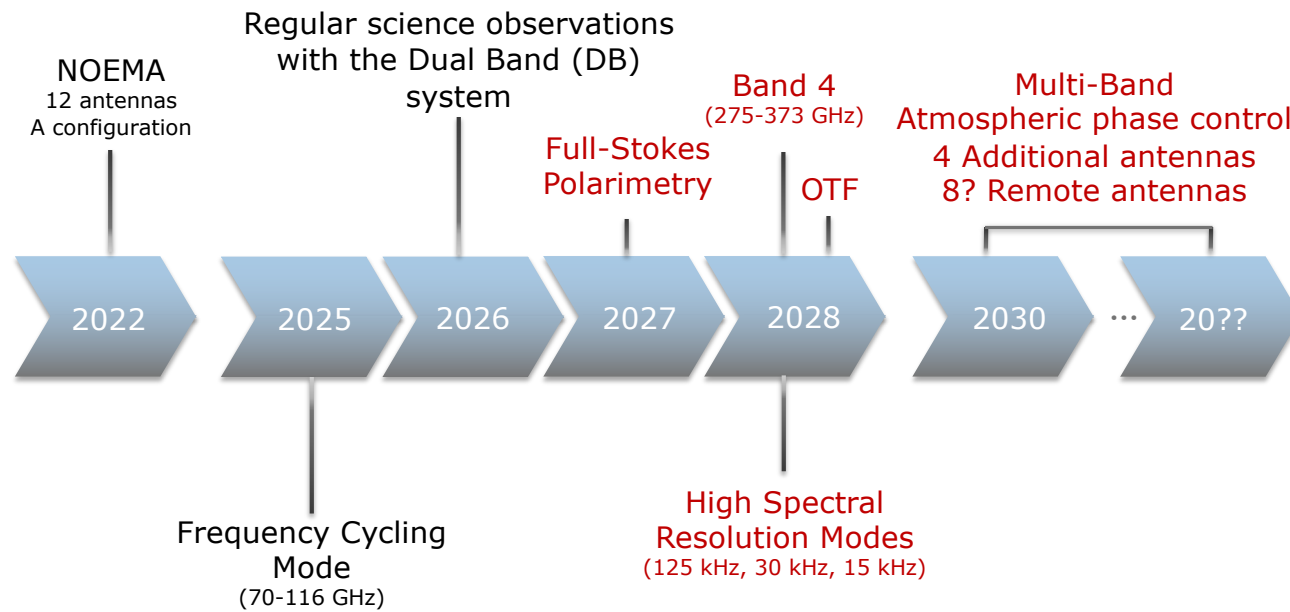 NOEMA
12 antennas
A configuration
Regular science observations
with the Dual Band (DB)
system
Full-Stokes
Polarimetry
Band 4
(275-373 GHz)
OTF
Multi-Band
Atmospheric phase control
4 Additional antennas
8? Remote antennas
2022
2025
2026
2027
2028
2030
...
20??
Frequency Cycling
Mode
(70-116 GHz)
High Spectral
Resolution Modes
(125 kHz, 30 kHz, 15 kHz)